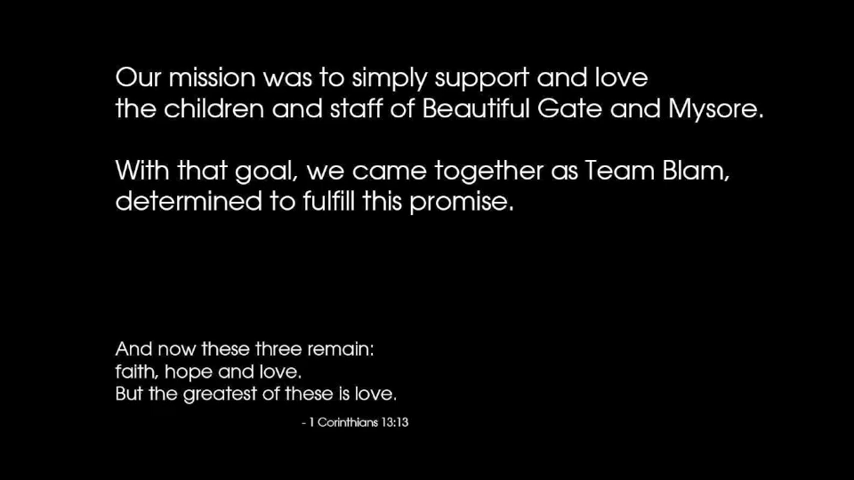 Our mission was to simply support and love
the children and staff of Beautiful Gate and Mysore.
With that goal, we came together as Team Blam,
determined to fulfill this promise.
And now these three remain:
faith, hope and love.
But the greatest of these is love.
- 1 Corinthians 13:13